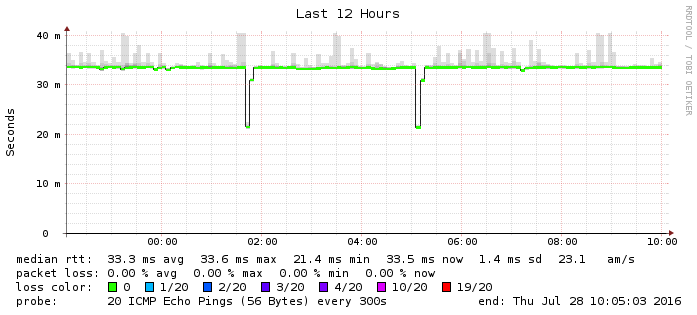 Last 12 Hours
RRDTOOL / TOBI OETIKER
Seconds
40 m
30 m
20 m
10 m
0
00:00 02:00 04:00 06:00 08:00 10:00
median rtt: 33.3 ms avg 33.6 ms max 21.4 ms min 33.5 ms now 1.4 ms sd 23.1 am/s
packet loss: 0.00 % avg 0.00 % max 0.00 % min 0.00 % now
loss color: 0 1/20 2/20 3/20 4/20 10/20 19/20
probe: 20 ICMP Echo Pings (56 Bytes) every 300s end: Thu Jul 28 10:05:03 2016